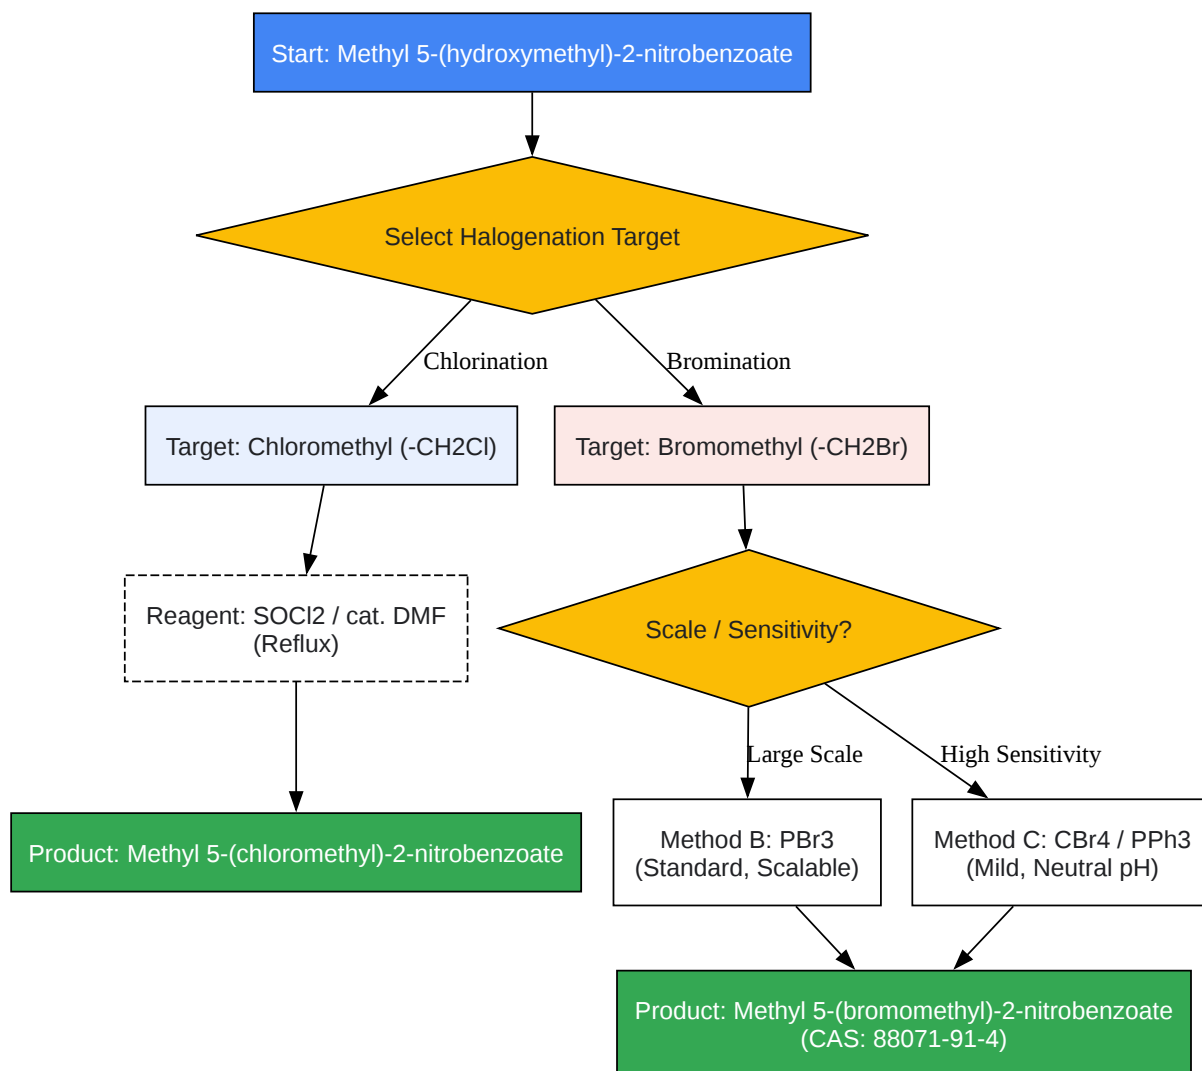 Start: Methyl 5-(hydroxymethyl)-2-nitrobenzoate
Select Halogenation Target
Chlorination
Bromination
Target: Chloromethyl (-CH2Cl)
Target: Bromomethyl (-CH2Br)
Reagent: SOCl2 / cat. DMF
(Reflux)
Scale / Sensitivity?
Large Scale
High Sensitivity
Method B: PBr3
(Standard, Scalable)
Method C: CBr4 / PPh3
(Mild, Neutral pH)
Product: Methyl 5-(chloromethyl)-2-nitrobenzoate
Product: Methyl 5-(bromomethyl)-2-nitrobenzoate
(CAS: 88071-91-4)